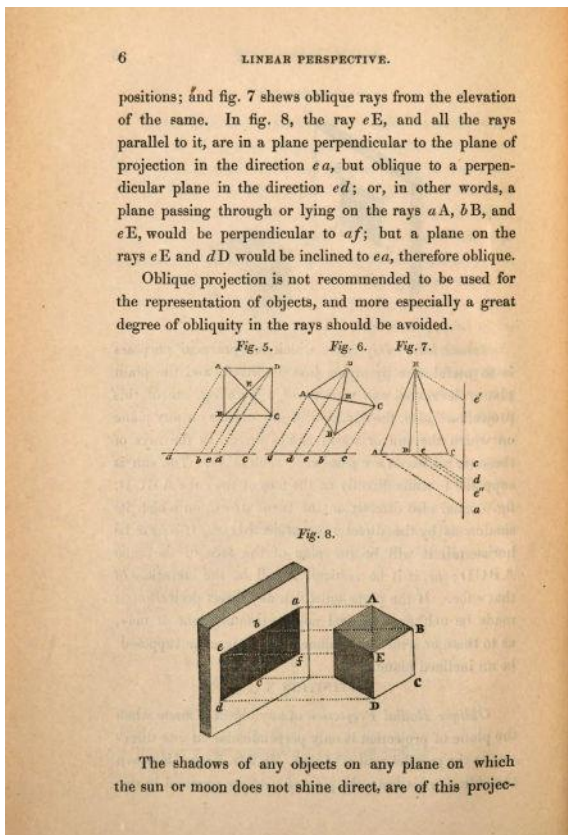 6 LINEAR PERSPECTIVE.
positions; and fig. 7 shews oblique rays from the elevation
of the same. In fig. 8, the ray eE, and all the rays
parallel to it, are in a plane perpendicular to the plane of
projection in the direction ea, but oblique to a perpen-
dicular plane in the direction ed; or, in other words, a
plane passing through or lying on the rays aA, bB, and
eE, would be perpendicular to af; but a plane on the
rays eE and dD would be inclined to ea, therefore oblique.
Oblique projection is not recommended to be used for
the representation of objects, and more especially a great
degree of obliquity in the rays should be avoided.
Fig. 5. Fig. 6. Fig. 7.
A D
E
B C
a b e d c
D
A E
C
B
d e b c
E
e'
A B C
c
d
e"
a
Fig. 8.
a A
b B
e E
f
c C
d D
The shadows of any objects on any plane on which
the sun or moon does not shine direct, are of this projec-